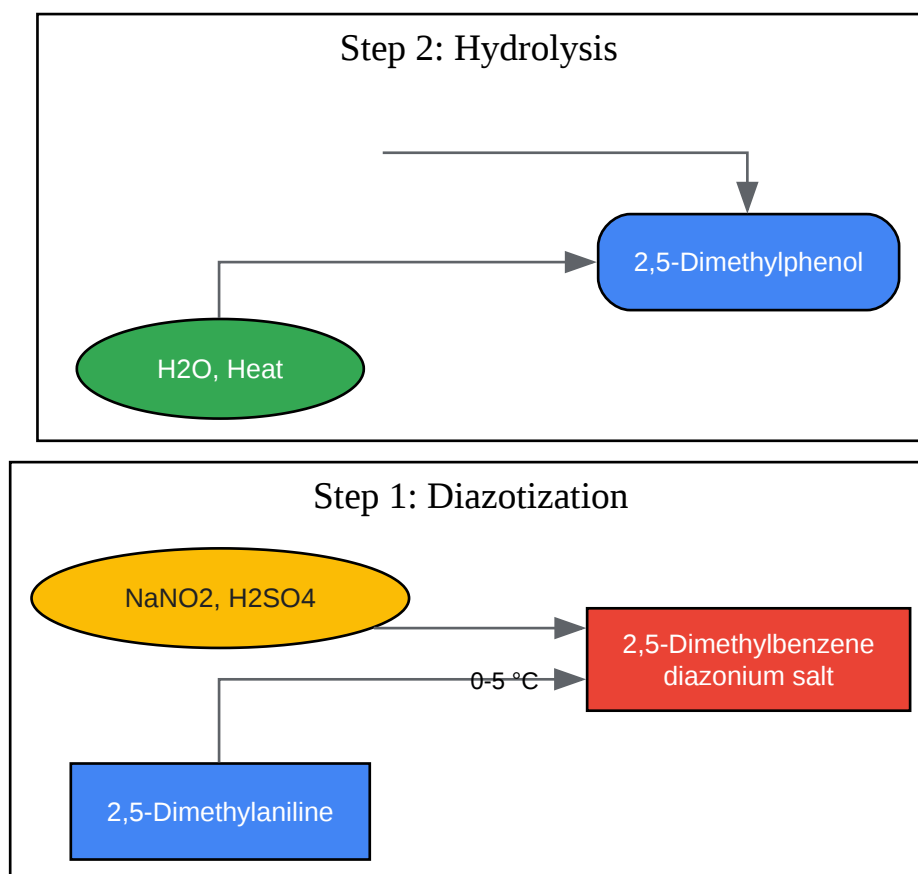 Step 2: Hydrolysis
2,5-Dimethylphenol
H2O, Heat
Step 1: Diazotization
NaNO2, H2SO4
2,5-Dimethylbenzene
diazonium salt
0-5 °C
2,5-Dimethylaniline